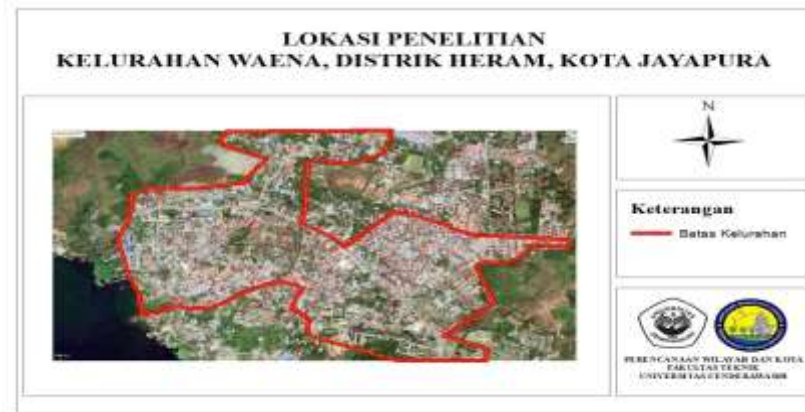 LOKASI PENELITIAN
KELURAHAN WAENA, DISTRIK HERAM, KOTA JAYAPURA
N
Keterangan
Batas Kelurahan
PERENCANAAN WILAYAH DAN KOTA
FAKULTAS TEKNIK
UNIVERSITAS CENDERAWASIH